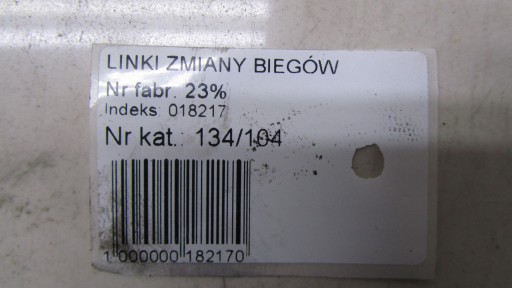 LINKI ZMIANY BIEGÓW
Nr fabr. 23%
Indeks 018217
Nr kat.: 134/104
1 000000 182170